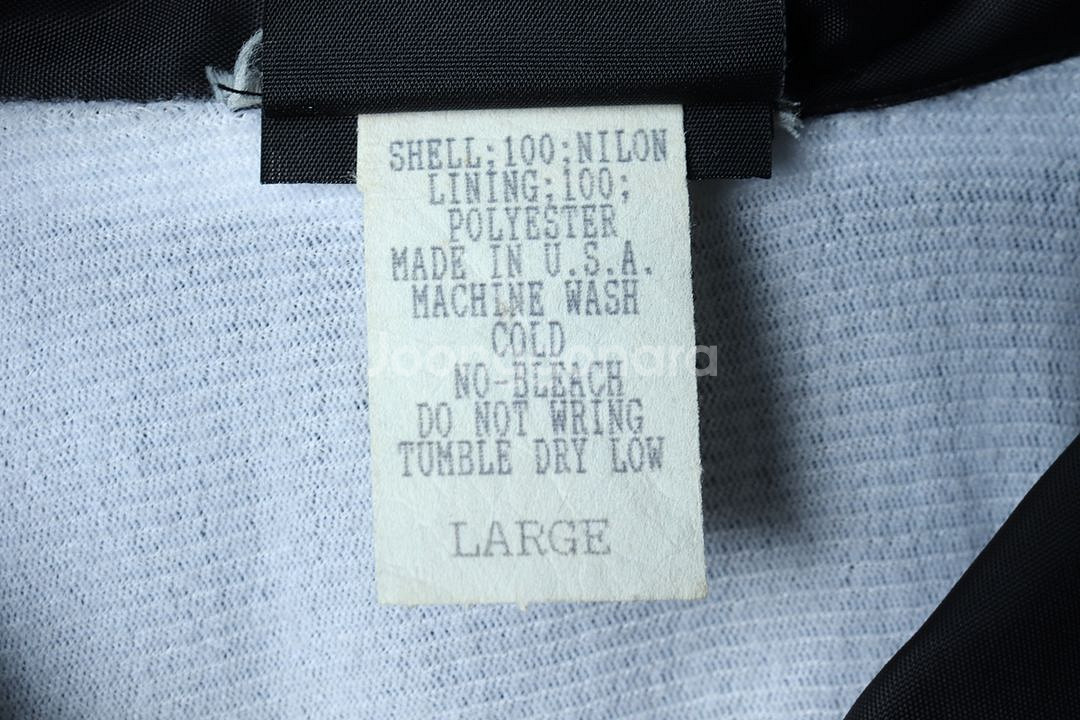 SHELL;100;NILON
LINING;100;
POLYESTER
MADE IN U.S.A.
MACHINE WASH
COLD
NO-BLEACH
DO NOT WRING
TUMBLE DRY LOW
LARGE